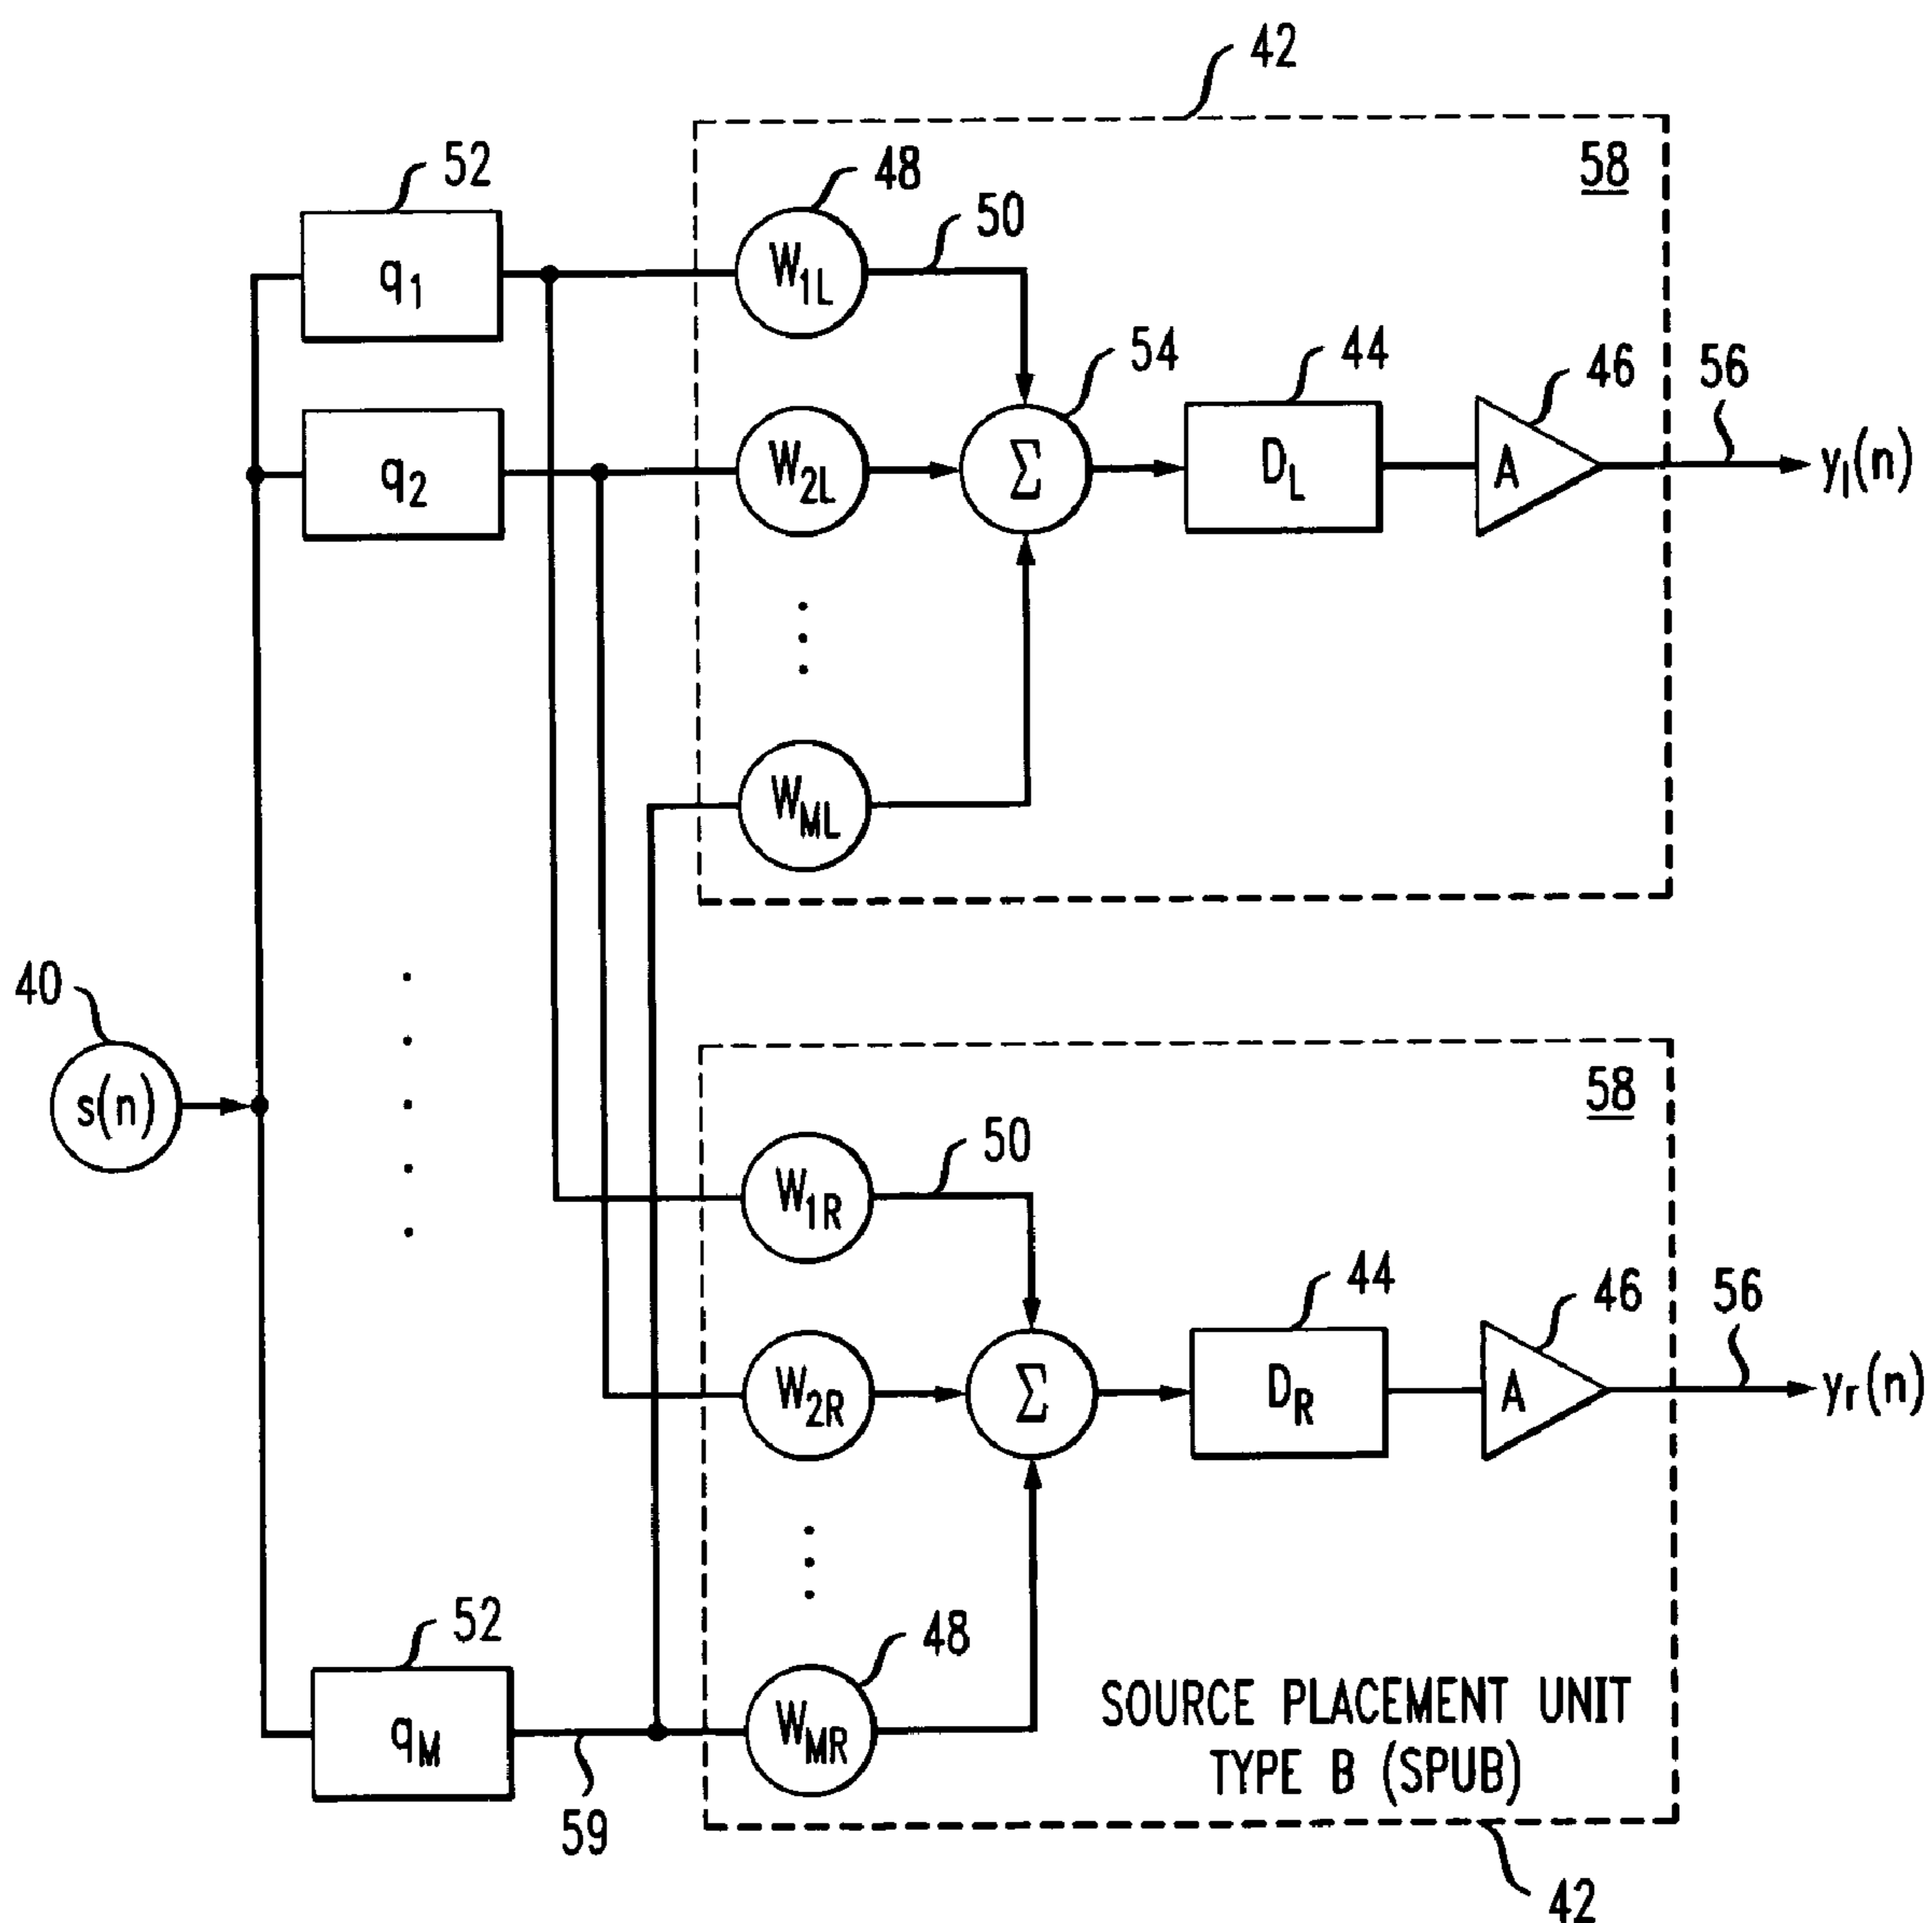 42
52
48
50
58
q1
W1L
54
44
46
56
q2
W2L
Σ
DL
A
yl(n)
WML
40
s(n)
58
50
W1R
44
46
56
W2R
Σ
DR
A
yr(n)
52
48
qM
WMR
SOURCE PLACEMENT UNIT
TYPE B (SPUB)
59
42